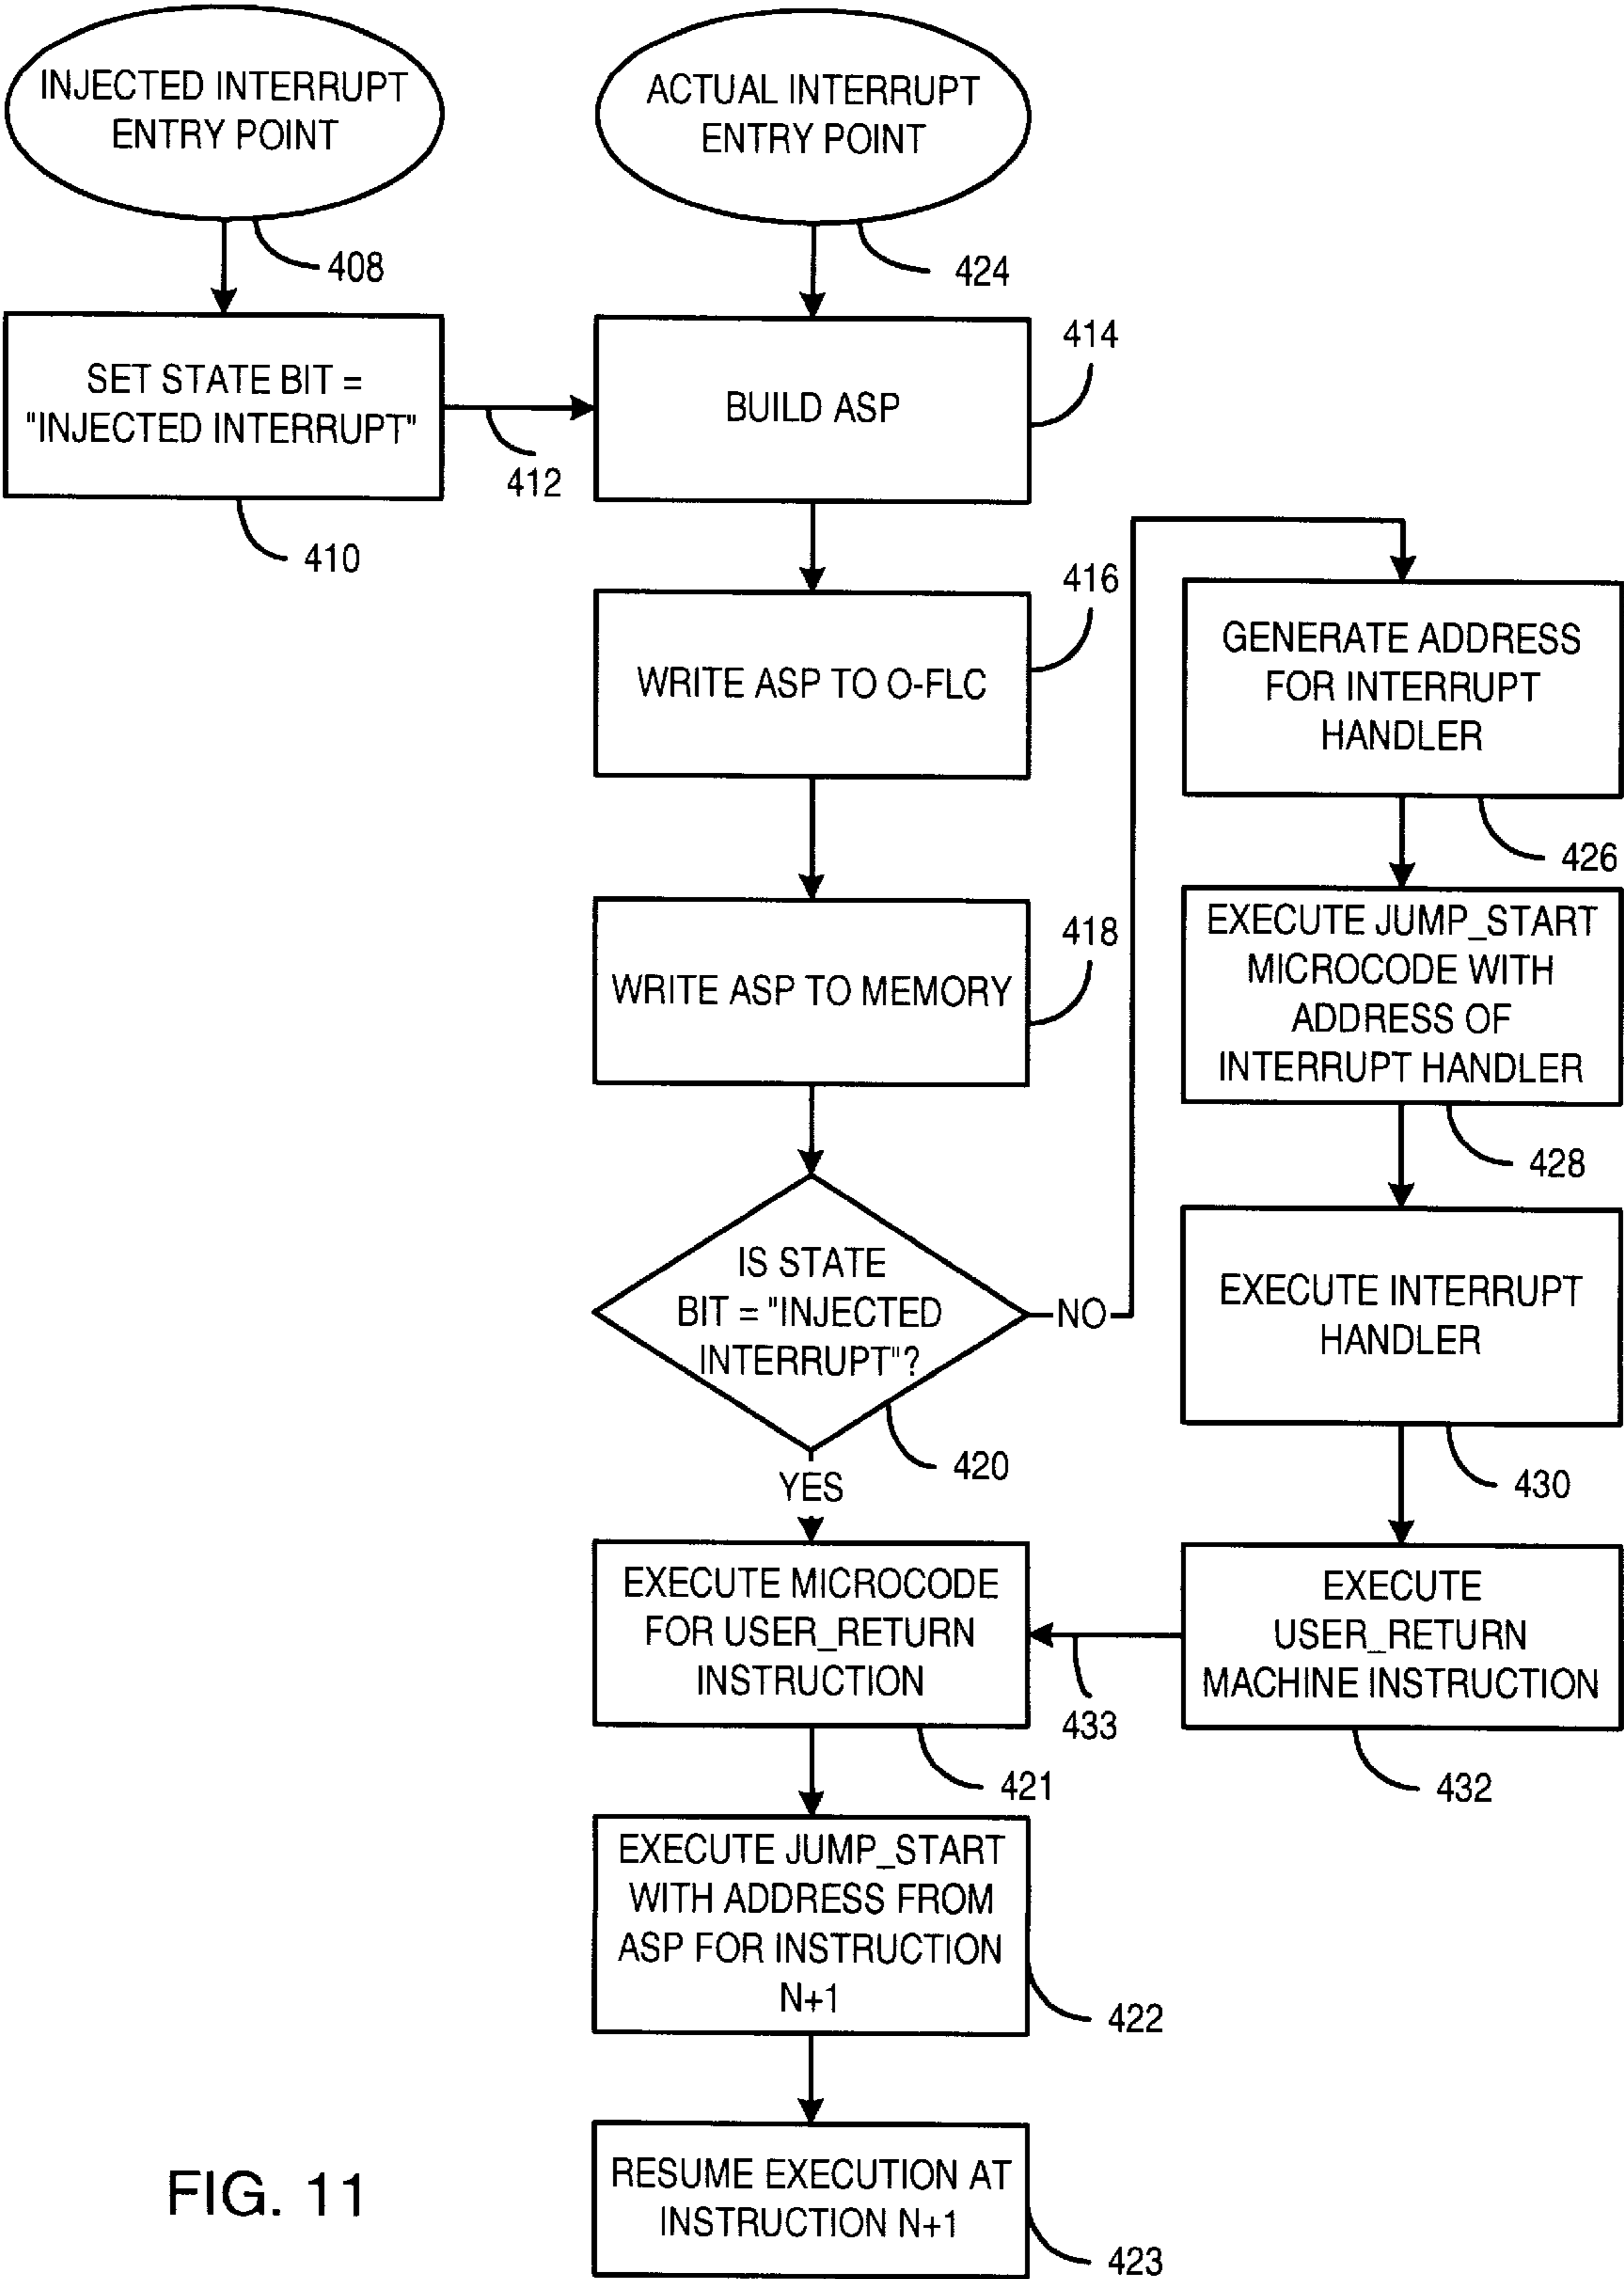 INJECTED INTERRUPT
ENTRY POINT
408
ACTUAL INTERRUPT
ENTRY POINT
424
SET STATE BIT =
"INJECTED INTERRUPT"
410
412
BUILD ASP
414
WRITE ASP TO O-FLC
416
WRITE ASP TO MEMORY
418
IS STATE
BIT = "INJECTED
INTERRUPT"?
420
NO
YES
GENERATE ADDRESS
FOR INTERRUPT
HANDLER
426
EXECUTE JUMP_START
MICROCODE WITH
ADDRESS OF
INTERRUPT HANDLER
428
EXECUTE INTERRUPT
HANDLER
430
EXECUTE
USER_RETURN
MACHINE INSTRUCTION
432
433
EXECUTE MICROCODE
FOR USER_RETURN
INSTRUCTION
421
EXECUTE JUMP_START
WITH ADDRESS FROM
ASP FOR INSTRUCTION
N+1
422
RESUME EXECUTION AT
INSTRUCTION N+1
423
FIG. 11